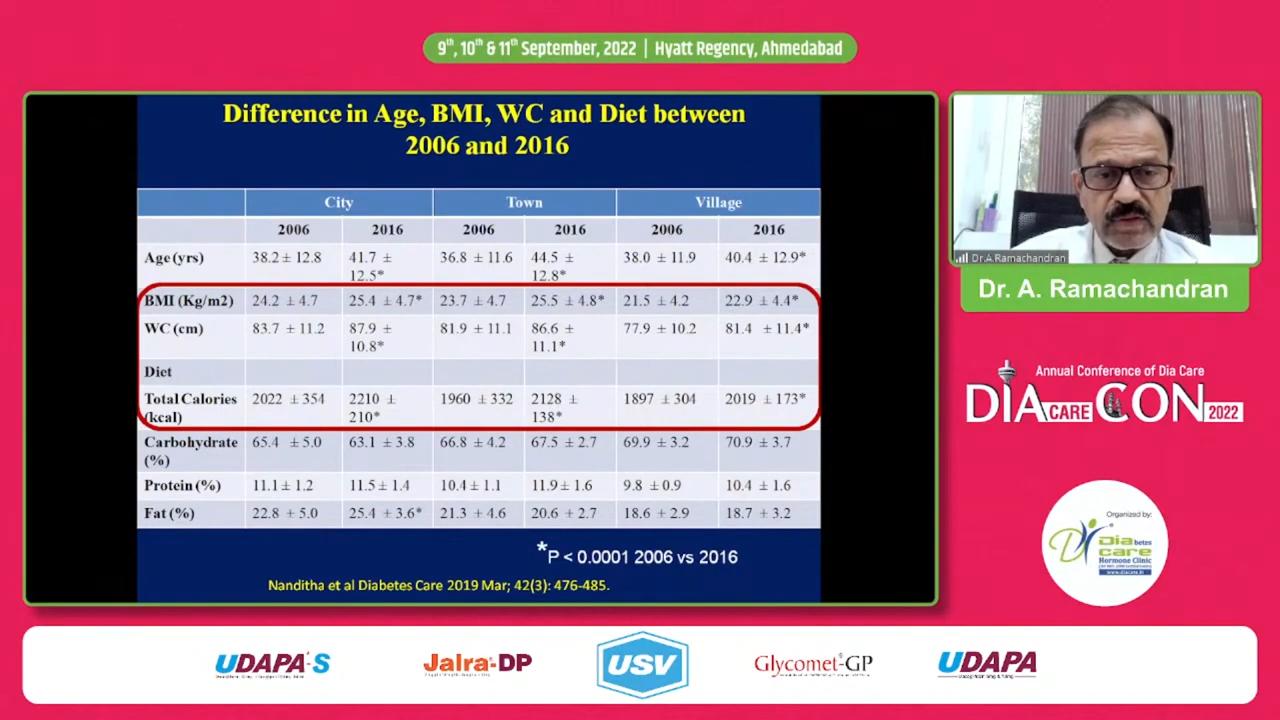 9th, 10th & 11th September, 2022 | Hyatt Regency, Ahmedabad
Difference in Age, BMI, WC and Diet between
2006 and 2016
City Town Village
2006 2016 2006 2016 2006 2016
Age (yrs) 38.2 ± 12.8 41.7 ± 12.5* 36.8 ± 11.6 44.5 ± 12.8* 38.0 ± 11.9 40.4 ± 12.9*
BMI (Kg/m2) 24.2 ± 4.7 25.4 ± 4.7* 23.7 ± 4.7 25.5 ± 4.8* 21.5 ± 4.2 22.9 ± 4.4*
WC (cm) 83.7 ± 11.2 87.9 ± 10.8* 81.9 ± 11.1 86.6 ± 11.1* 77.9 ± 10.2 81.4 ± 11.4*
Diet
Total Calories (kcal) 2022 ± 354 2210 ± 210* 1960 ± 332 2128 ± 138* 1897 ± 304 2019 ± 173*
Carbohydrate (%) 65.4 ± 5.0 63.1 ± 3.8 66.8 ± 4.2 67.5 ± 2.7 69.9 ± 3.2 70.9 ± 3.7
Protein (%) 11.1 ± 1.2 11.5 ± 1.4 10.4 ± 1.1 11.9 ± 1.6 9.8 ± 0.9 10.4 ± 1.6
Fat (%) 22.8 ± 5.0 25.4 ± 3.6* 21.3 ± 4.6 20.6 ± 2.7 18.6 ± 2.9 18.7 ± 3.2
*P < 0.0001 2006 vs 2016
Nanditha et al Diabetes Care 2019 Mar; 42(3): 476-485.
Dr.A.Ramachandran
Dr. A. Ramachandran
Annual Conference of Dia Care
DIACARE CON 2022
Organized by:
Diabetes
care
Hormone Clinic
www.diacare.in
UDAPA-S
Jalra-DP
USV
Glycomet®-GP
UDAPA